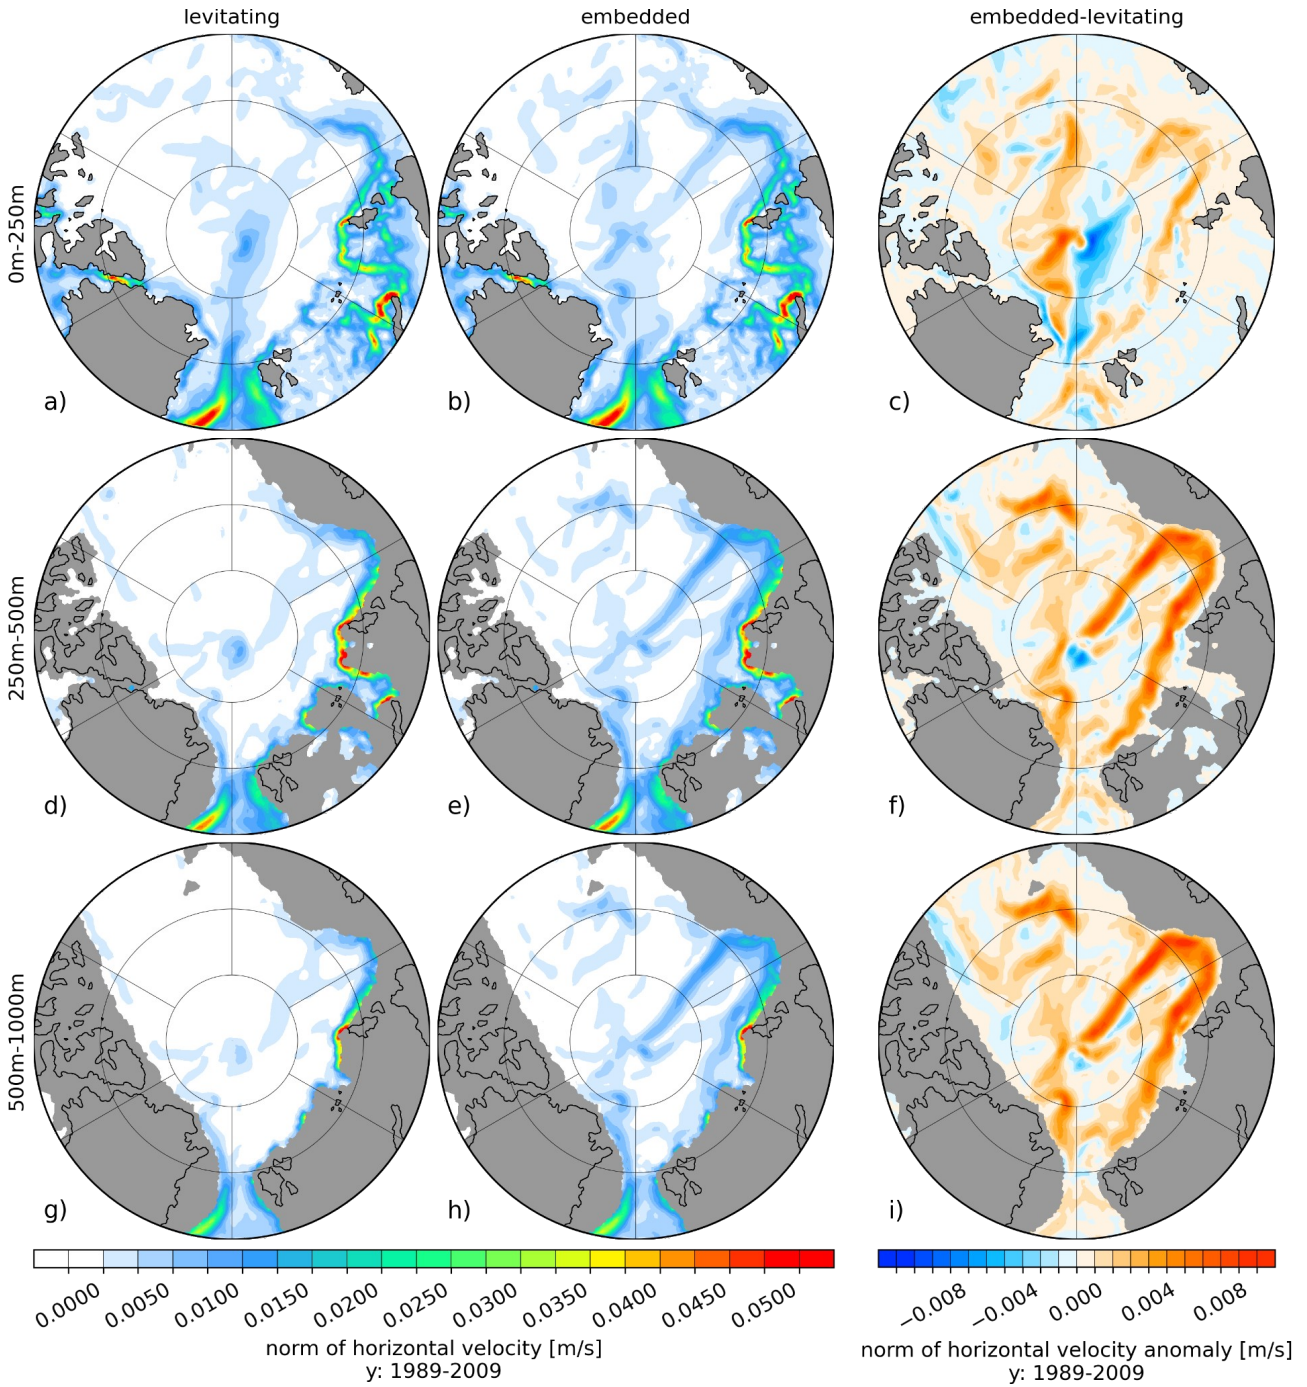 levitating
embedded
embedded-levitating
0m-250m
a)
b)
c)
250m-500m
d)
e)
f)
500m-1000m
g)
h)
i)
0.0000 0.0050 0.0100 0.0150 0.0200 0.0250 0.0300 0.0350 0.0400 0.0450 0.0500
norm of horizontal velocity [m/s]
y: 1989-2009
−0.008 −0.004 0.000 0.004 0.008
norm of horizontal velocity anomaly [m/s]
y: 1989-2009